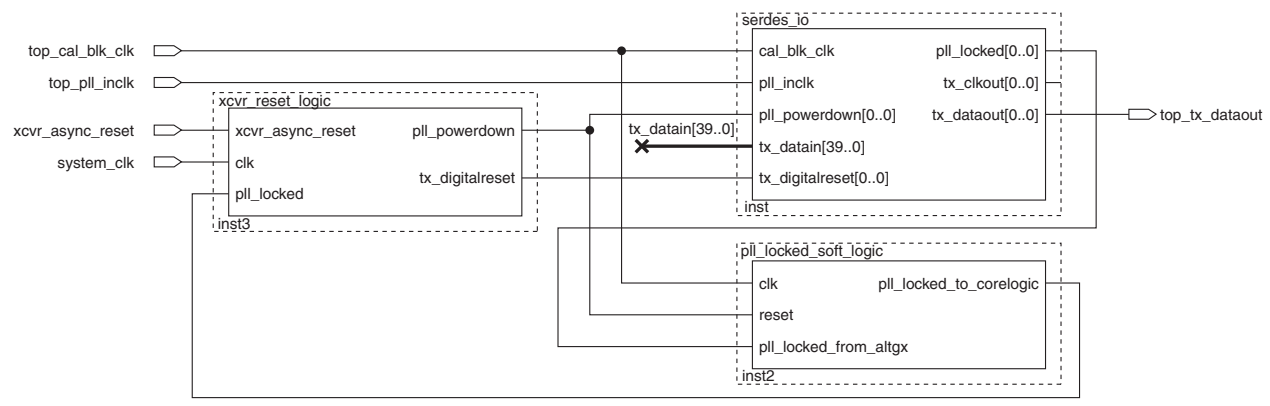 serdes_io
top_cal_blk_clk
cal_blk_clk
pll_locked[0..0]
top_pll_inclk
pll_inclk
tx_clkout[0..0]
xcvr_reset_logic
pll_powerdown[0..0]
tx_dataout[0..0]
top_tx_dataout
xcvr_async_reset
xcvr_async_reset
pll_powerdown
tx_datain[39..0]
tx_datain[39..0]
system_clk
clk
tx_digitalreset
tx_digitalreset[0..0]
pll_locked
inst
inst3
pll_locked_soft_logic
clk
pll_locked_to_corelogic
reset
pll_locked_from_altgx
inst2